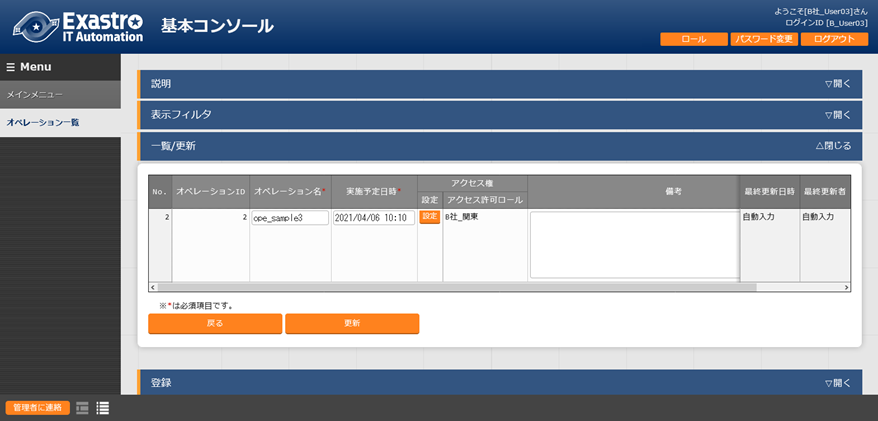 Exastro
IT Automation
基本コンソール
ようこそ[B社_User03]さん
ログインID [B_User03]
ロール
パスワード変更
ログアウト
Menu
メインメニュー
オペレーション一覧
説明
▽開く
表示フィルタ
▽開く
一覧/更新
△閉じる
No.
オペレーションID
オペレーション名*
実施予定日時*
アクセス権
設定
アクセス許可ロール
備考
最終更新日時
最終更新者
2
2
ope_sample3
2021/04/06 10:10
設定
B社_関東
自動入力
自動入力
※*は必須項目です。
戻る
更新
登録
▽開く
管理者に連絡